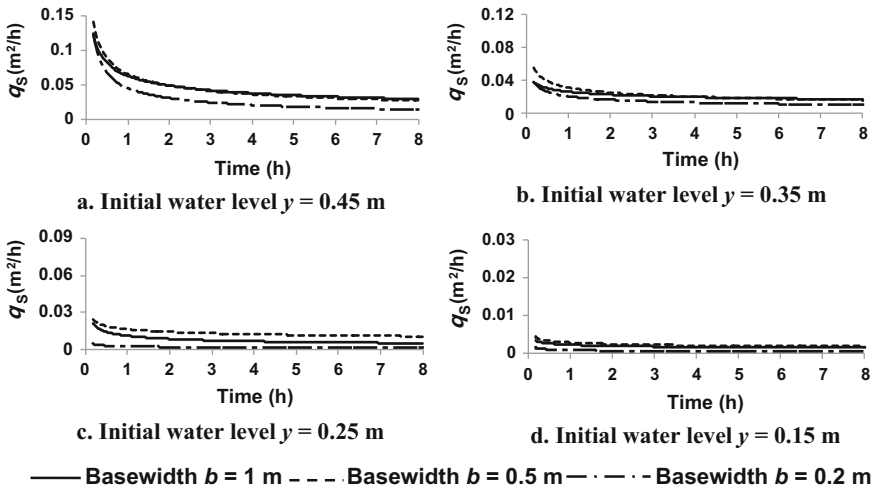 0.15
0.1
0.05
0
qS(m²/h)
0 1 2 3 4 5 6 7 8
Time (h)
a. Initial water level y = 0.45 m
0.12
0.08
0.04
0
qS(m²/h)
0 1 2 3 4 5 6 7 8
Time (h)
b. Initial water level y = 0.35 m
0.09
0.06
0.03
0
qS(m²/h)
0 1 2 3 4 5 6 7 8
Time (h)
c. Initial water level y = 0.25 m
0.03
0.02
0.01
0
qS(m²/h)
0 1 2 3 4 5 6 7 8
Time (h)
d. Initial water level y = 0.15 m
Basewidth b = 1 m Basewidth b = 0.5 m Basewidth b = 0.2 m